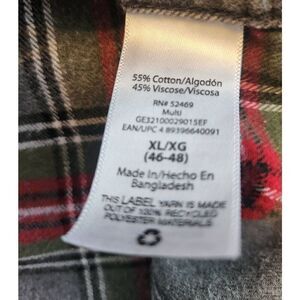 55% Cotton/Algodón
45% Viscose/Viscosa
RN# 52469
Multi
GE32100029015EF
EAN/UPC 4 89396640091
XL/XG
(46-48)
Made In/Hecho En
Bangladesh
THIS LABEL YARN IS MADE
OUT OF 100% RECYCLED
POLYESTER MATERIALS